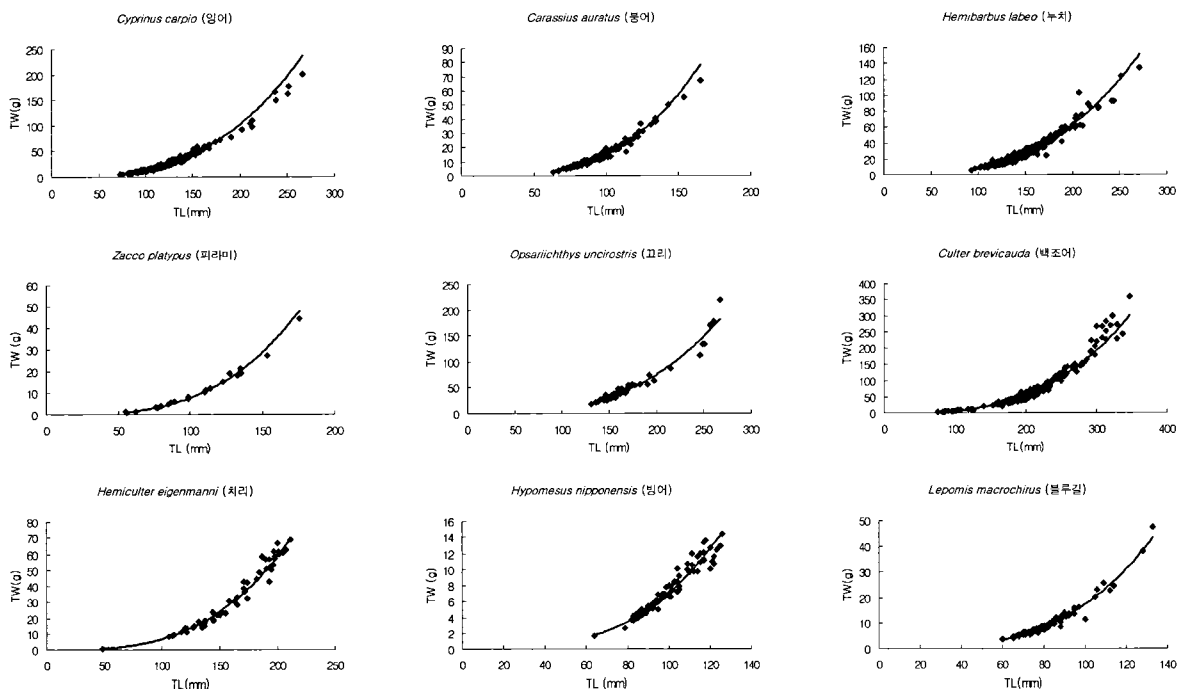 Cyprinus carpio (잉어)
250
200
150
100
50
0
TW(g)
0 50 100 150 200 250 300
TL(mm)
Carassius auratus (붕어)
90
80
70
60
50
40
30
20
10
0
TW(g)
0 50 100 150 200
TL(mm)
Hemibarbus labeo (누치)
160
140
120
100
80
60
40
20
0
TW(g)
0 50 100 150 200 250 300
TL(mm)
Zacco platypus (피라미)
60
50
40
30
20
10
0
TW (g)
0 50 100 150 200
TL (mm)
Opsariichthys uncirostris (끄리)
250
200
150
100
50
0
TW(g)
0 50 100 150 200 250 300
TL (mm)
Culter brevicauda (백조어)
400
350
300
250
200
150
100
50
0
TW (g)
0 100 200 300 400
TL (mm)
Hemiculter eigenmanni (치리)
80
70
60
50
40
30
20
10
0
TW(g)
0 50 100 150 200 250
TL(mm)
Hypomesus nipponensis (빙어)
16
14
12
10
8
6
4
2
0
TW(g)
0 20 40 60 80 100 120 140
TL(mm)
Lepomis macrochirus (블루길)
50
40
30
20
10
0
TW(g)
0 20 40 60 80 100 120 140
TL(mm)